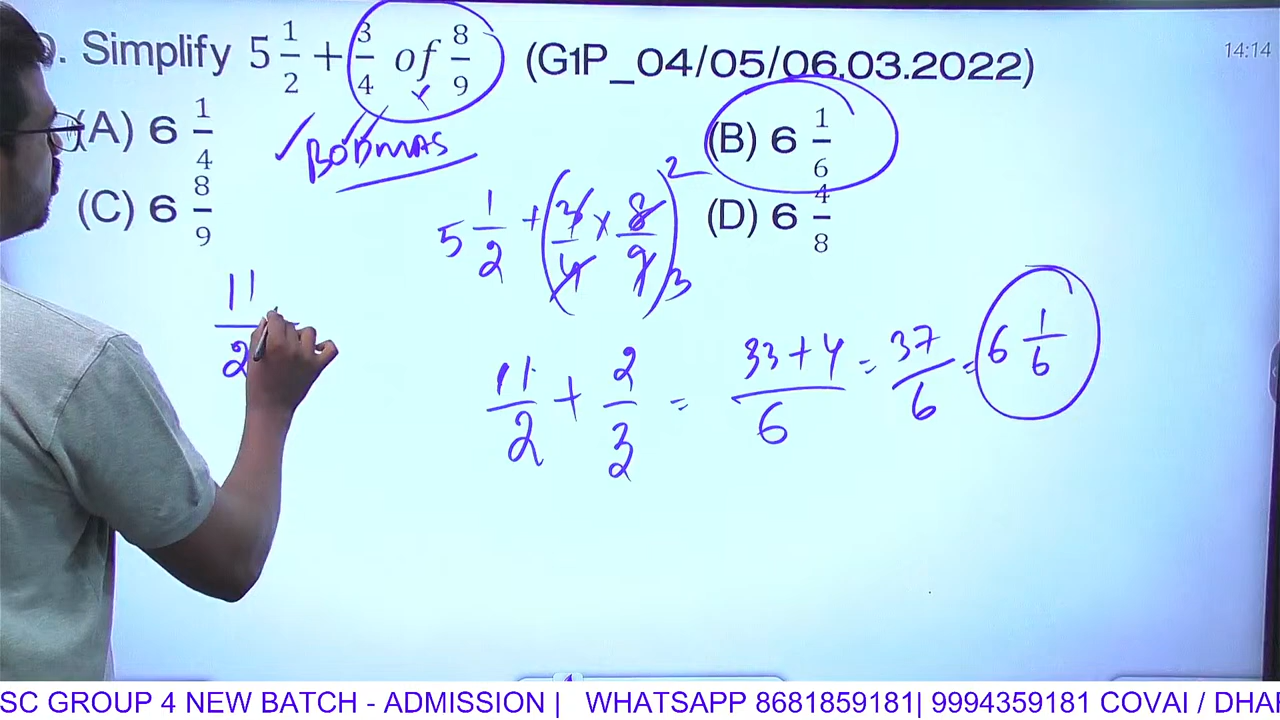 . Simplify 5 1/2 + 3/4 of 8/9 (G1P_04/05/06.03.2022)
14:14
(A) 6 1/4
(B) 6 1/6
(C) 6 8/9
(D) 6 4/8
×
✓ BODMAS
5 1/2 + (3/4 × 8/9) 2 3
11/2
11/2 + 2/3 = 33+4/6 = 37/6 = 6 1/6
SC GROUP 4 NEW BATCH - ADMISSION | WHATSAPP 8681859181| 9994359181 COVAI / DHA